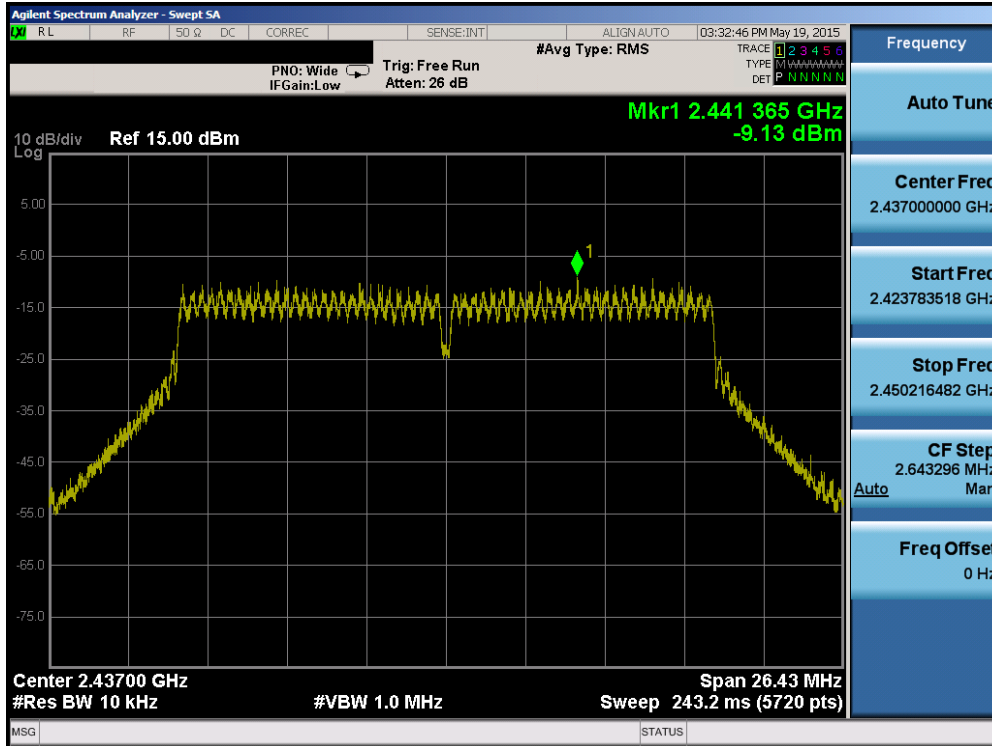 Agilent Spectrum Analyzer - Swept SA
LXI RL RF 50 Ω DC CORREC SENSE:INT ALIGN AUTO 03:32:46 PM May 19, 2015
#Avg Type: RMS TRACE 1 2 3 4 5 6
PNO: Wide Trig: Free Run TYPE M WWWWW
IFGain:Low Atten: 26 dB DET P N N N N N
Mkr1 2.441 365 GHz
-9.13 dBm
10 dB/div Ref 15.00 dBm
Log
1
5.00
-5.00
-15.0
-25.0
-35.0
-45.0
-55.0
-65.0
-75.0
Center 2.43700 GHz Span 26.43 MHz
#Res BW 10 kHz #VBW 1.0 MHz Sweep 243.2 ms (5720 pts)
MSG STATUS
Frequency
Auto Tune
Center Freq
2.437000000 GHz
Start Freq
2.423783518 GHz
Stop Freq
2.450216482 GHz
CF Step
2.643296 MHz
Auto Man
Freq Offset
0 Hz